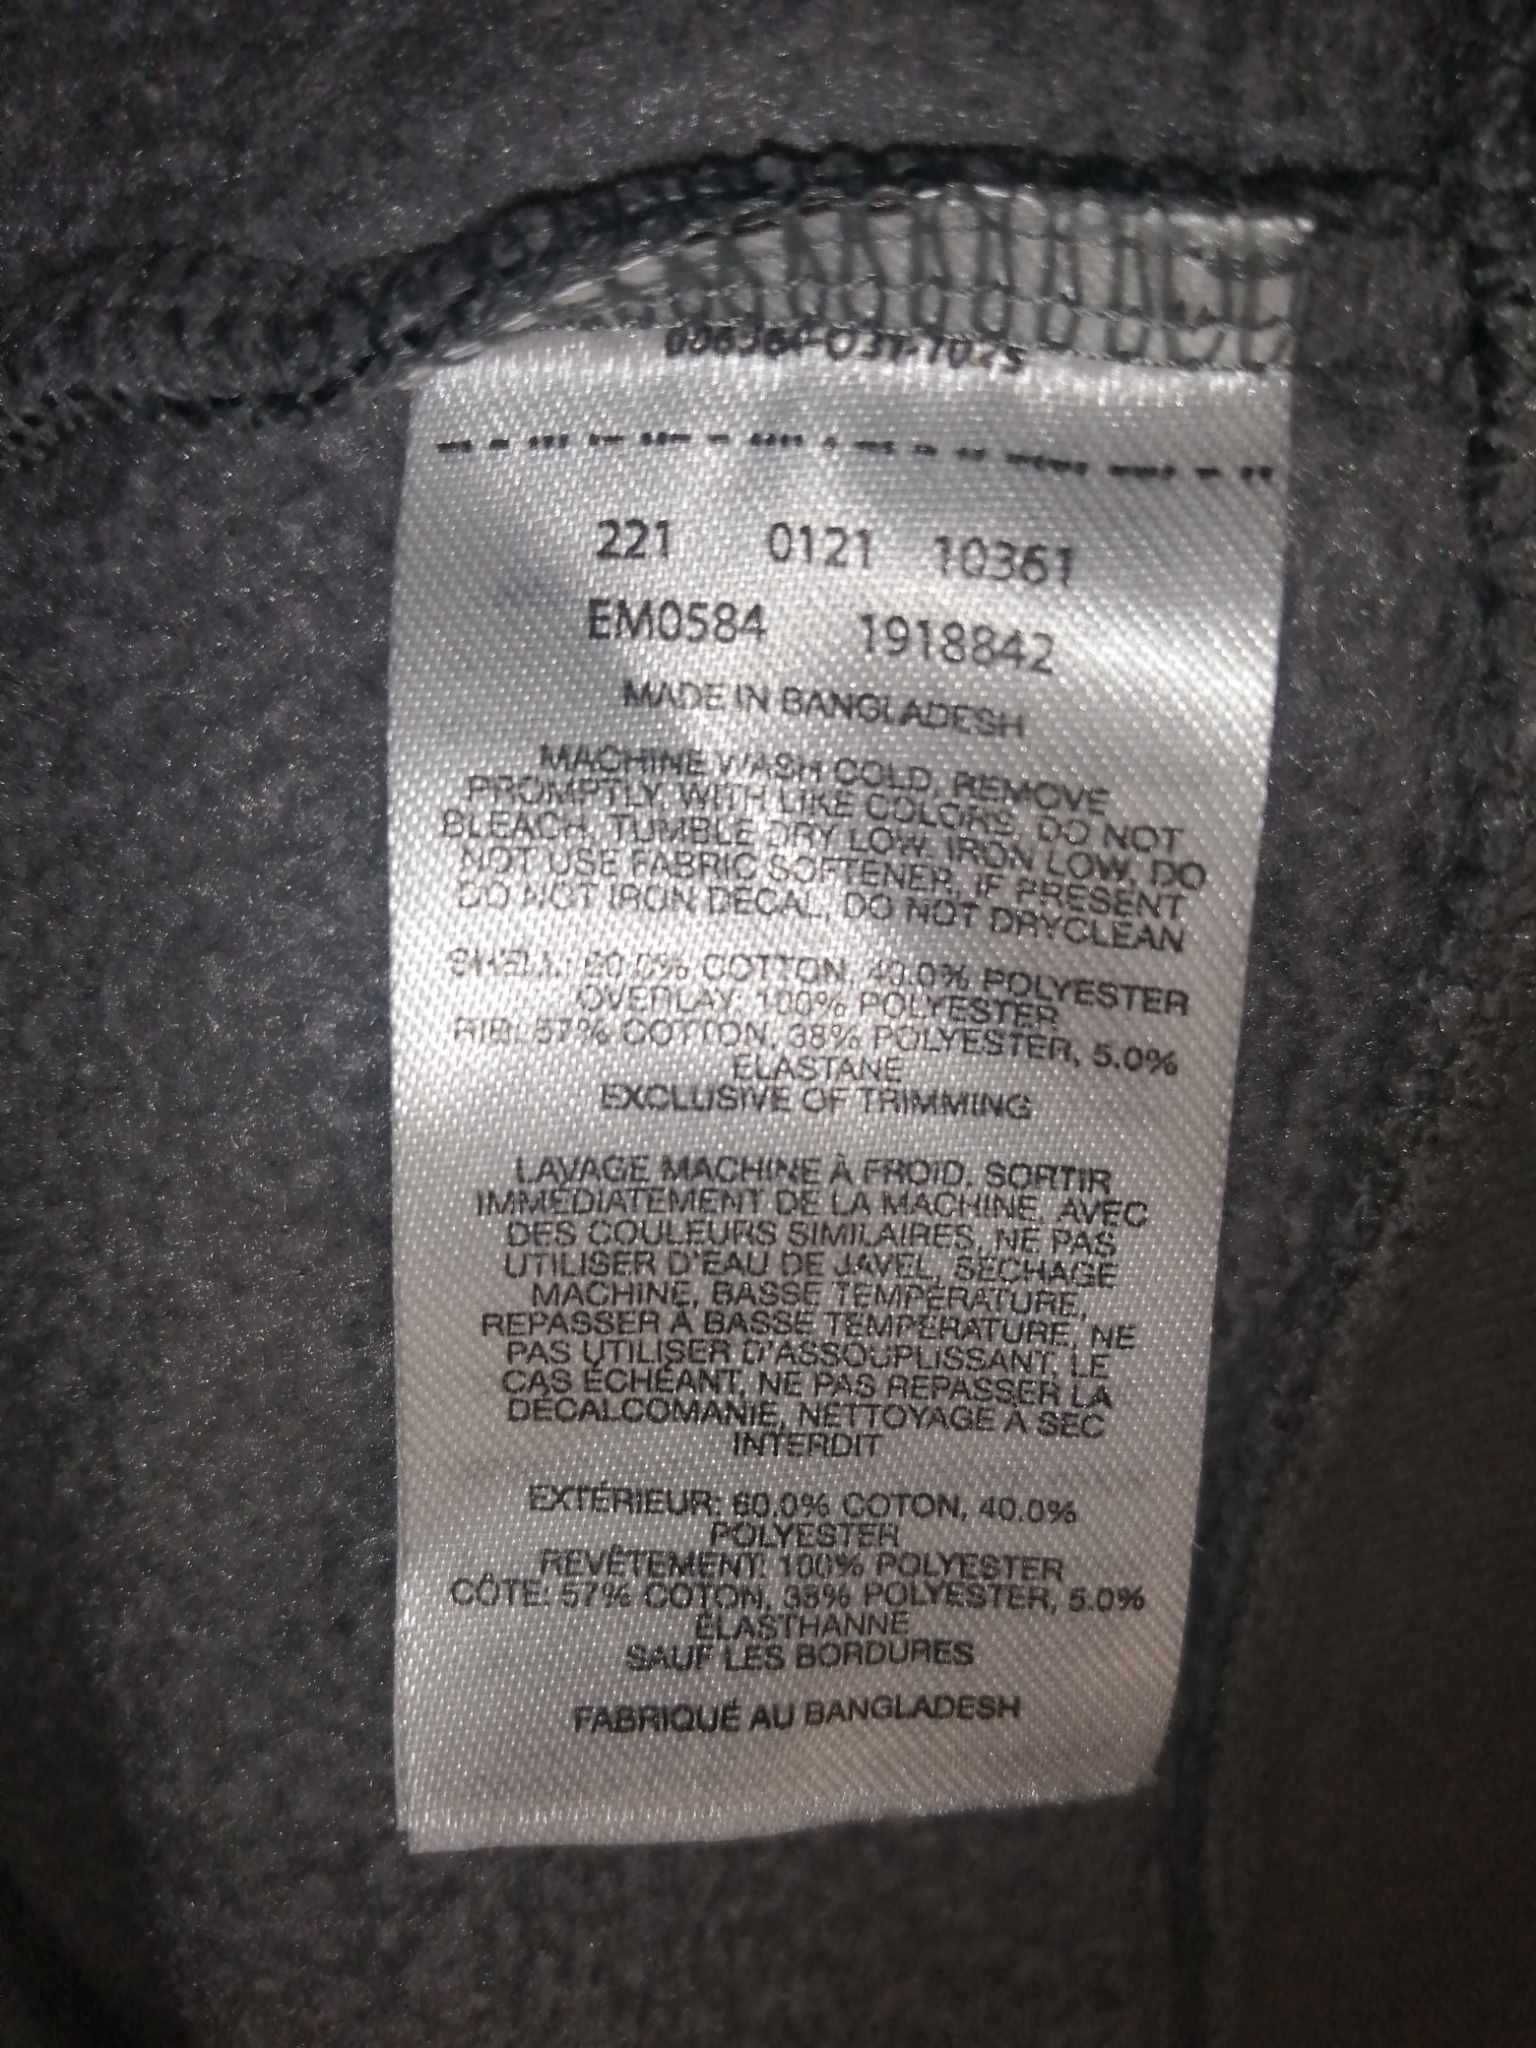 221 0121 10361
EM0584 1918842
MADE IN BANGLADESH
MACHINE WASH COLD, REMOVE
PROMPTLY, WITH LIKE COLORS, DO NOT
BLEACH, TUMBLE DRY LOW, IRON LOW, DO
NOT USE FABRIC SOFTENER, IF PRESENT
DO NOT IRON DECAL, DO NOT DRYCLEAN
SHELL: 60.0% COTTON, 40.0% POLYESTER
OVERLAY: 100% POLYESTER
RIB: 57% COTTON, 38% POLYESTER, 5.0%
ELASTANE
EXCLUSIVE OF TRIMMING
LAVAGE MACHINE À FROID, SORTIR
IMMÉDIATEMENT DE LA MACHINE, AVEC
DES COULEURS SIMILAIRES, NE PAS
UTILISER D'EAU DE JAVEL, SÉCHAGE
MACHINE, BASSE TEMPÉRATURE,
REPASSER À BASSE TEMPÉRATURE, NE
PAS UTILISER D'ASSOUPLISSANT, LE
CAS ÉCHÉANT, NE PAS REPASSER LA
DÉCALCOMANIE, NETTOYAGE À SEC
INTERDIT
EXTÉRIEUR: 60.0% COTON, 40.0%
POLYESTER
REVÊTEMENT: 100% POLYESTER
CÔTE: 57% COTON, 38% POLYESTER, 5.0%
ÉLASTHANNE
SAUF LES BORDURES
FABRIQUÉ AU BANGLADESH